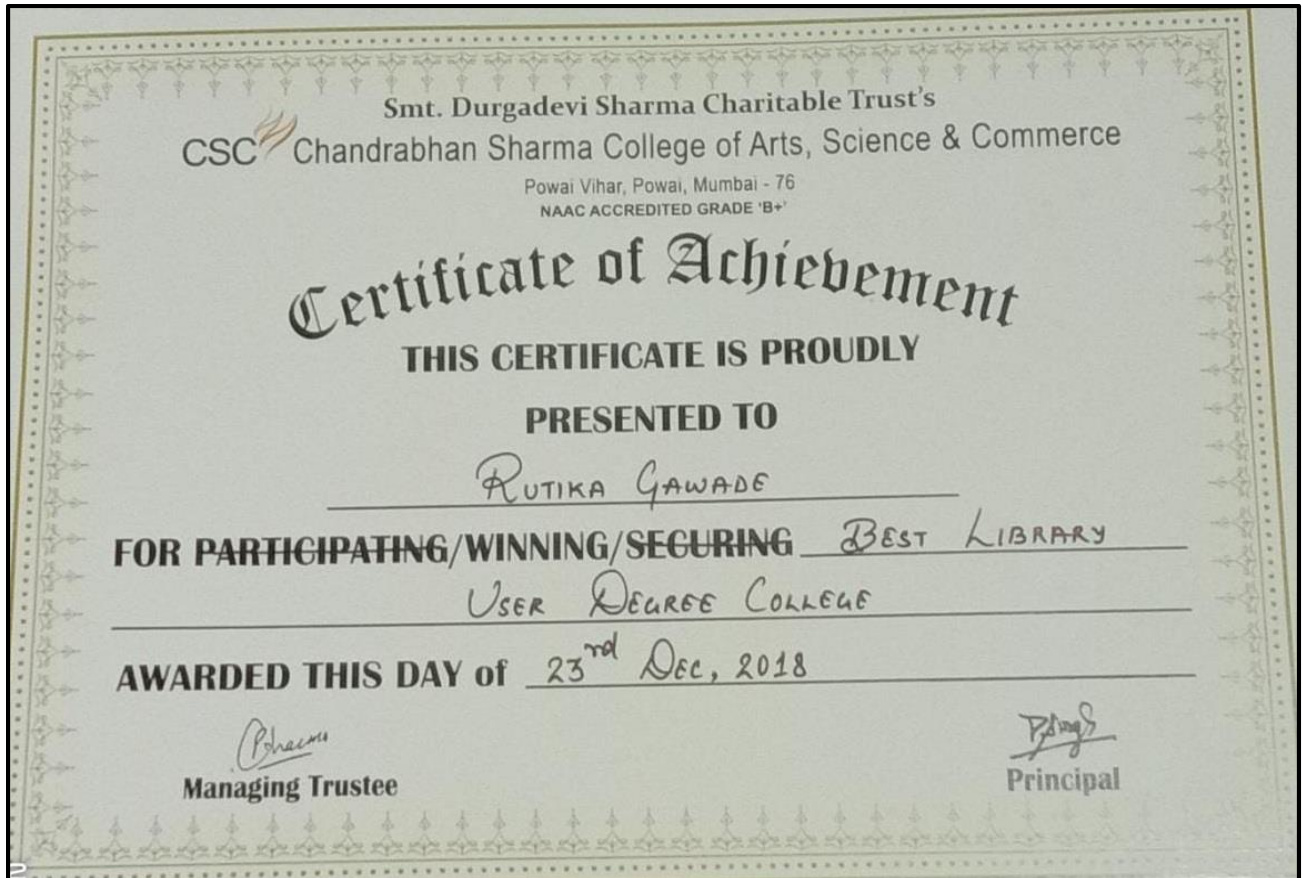 Smt. Durgadevi Sharma Charitable Trust's
CSC Chandrabhan Sharma College of Arts, Science & Commerce
Powai Vihar, Powai, Mumbai - 76
NAAC ACCREDITED GRADE 'B+'
Certificate of Achievement
THIS CERTIFICATE IS PROUDLY
PRESENTED TO
RUTIKA GAWADE
FOR PARTICIPATING/WINNING/SECURING BEST LIBRARY
USER DEGREE COLLEGE
AWARDED THIS DAY of 23rd DEC, 2018
Managing Trustee
Principal